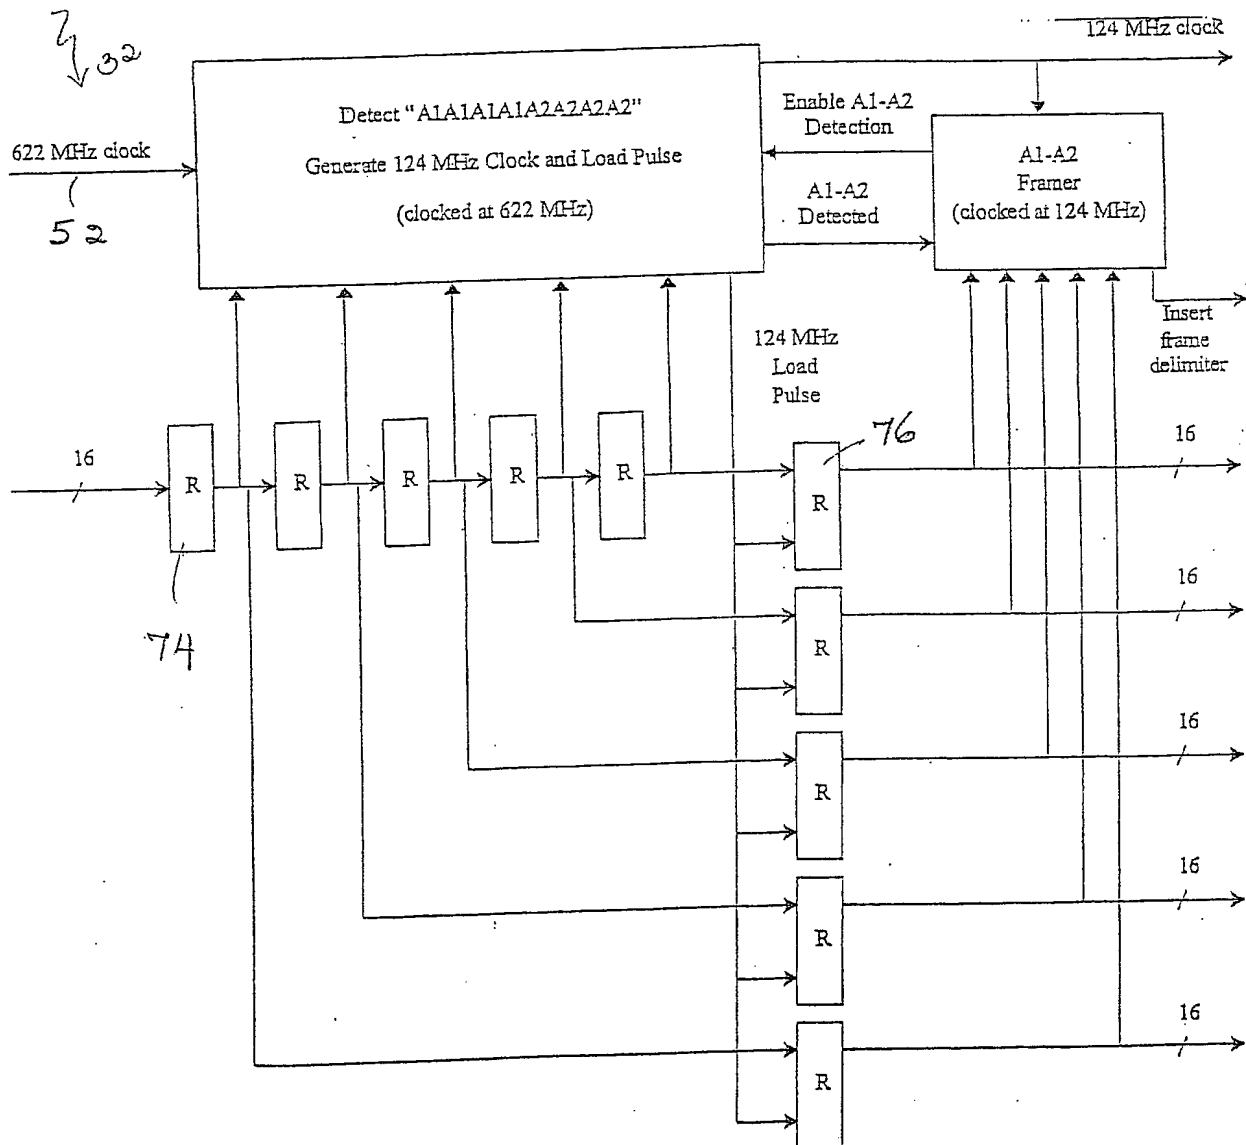 32
124 MHz clock
Detect "A1A1A1A1A2A2A2A2"
Generate 124 MHz Clock and Load Pulse
(clocked at 622 MHz)
Enable A1-A2
Detection
622 MHz clock
52
A1-A2
Detected
A1-A2
Framer
(clocked at 124 MHz)
Insert
frame
delimiter
124 MHz
Load
Pulse
16
R
R
R
R
R
74
76
R
16
R
16
R
16
R
16
R
16